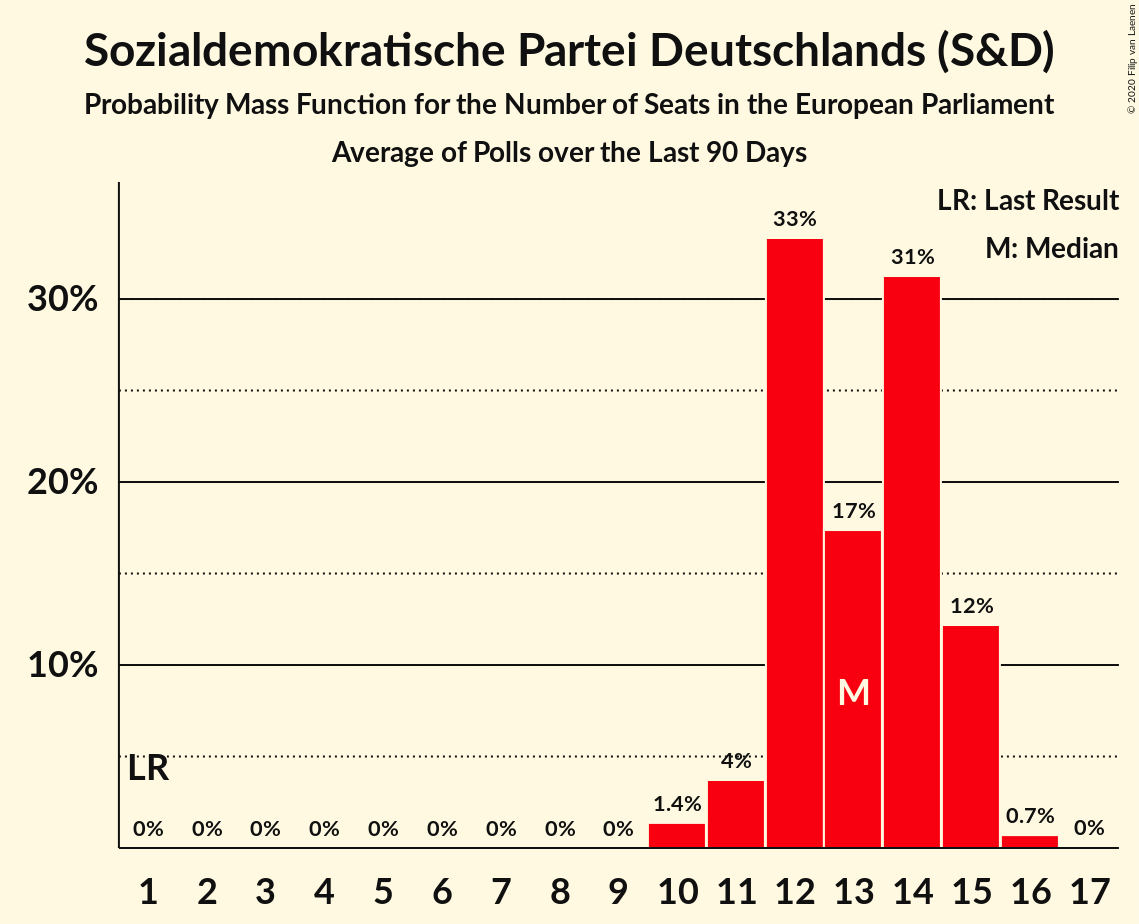 Sozialdemokratische Partei Deutschlands (S&D)
Probability Mass Function for the Number of Seats in the European Parliament
Average of Polls over the Last 90 Days
© 2020 Filip van Laenen
LR: Last Result
M: Median
33%
31%
30%
20%
17%
12%
10%
M
LR
4%
1.4%
0.7%
0% 0% 0% 0% 0% 0% 0% 0% 0% 0%
1 2 3 4 5 6 7 8 9 10 11 12 13 14 15 16 17